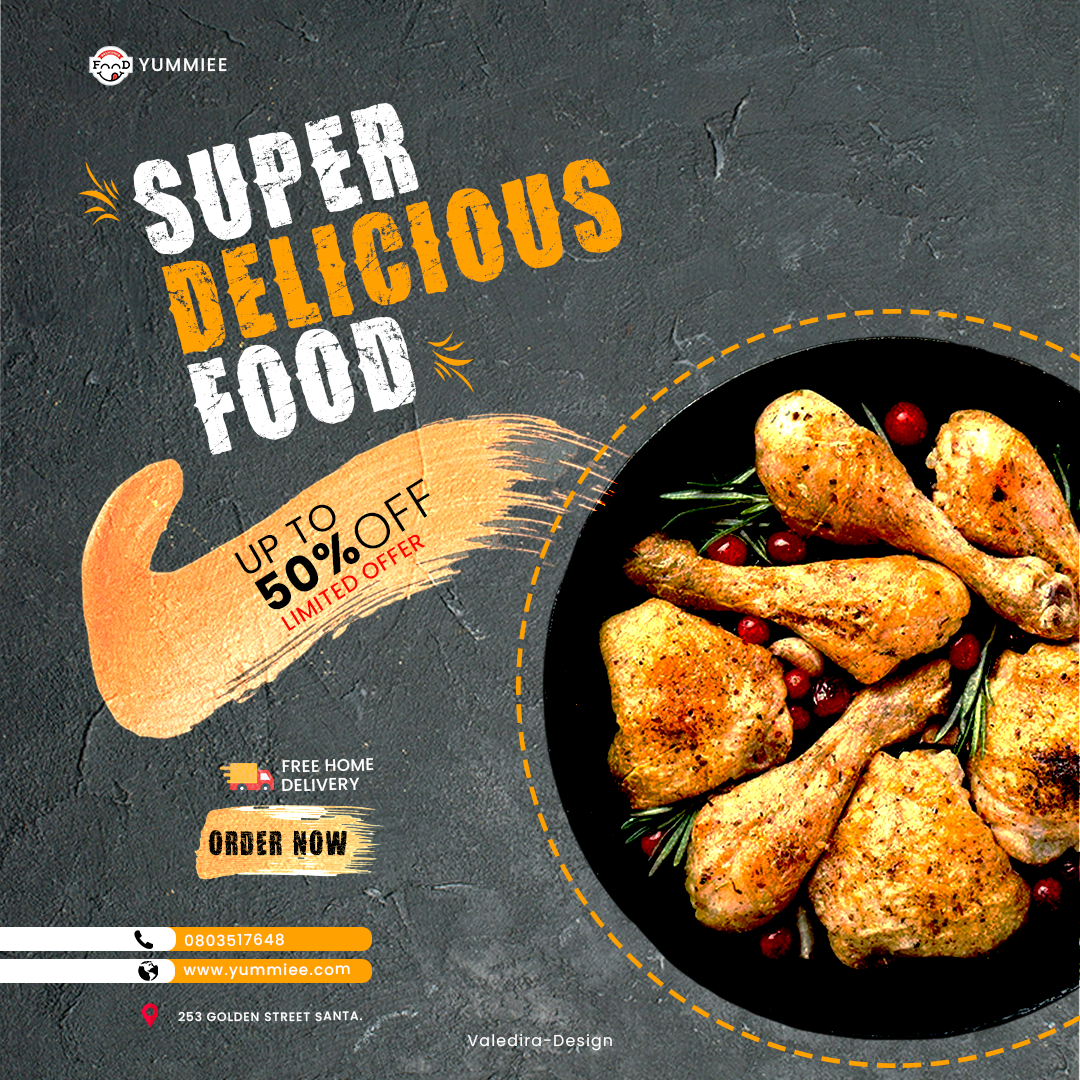 FOOD
YUMMIEE
SUPER
DELICIOUS
FOOD
UP TO
50%OFF
LIMITED OFFER
FREE HOME
DELIVERY
ORDER NOW
0803517648
www.yummiee.com
253 GOLDEN STREET SANTA.
Valedira-Design